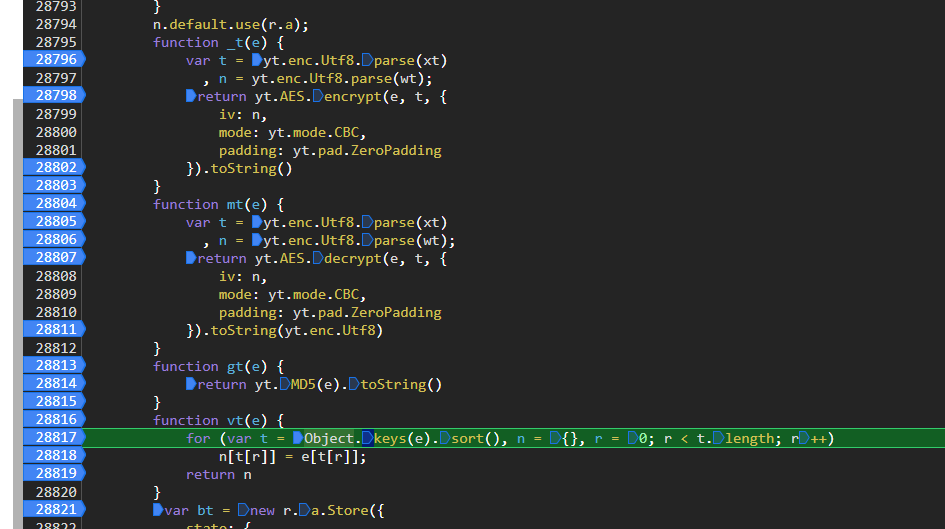 28793 }
28794 n.default.use(r.a);
28795 function _t(e) {
28796 var t = yt.enc.Utf8.parse(xt)
28797 , n = yt.enc.Utf8.parse(wt);
28798 return yt.AES.encrypt(e, t, {
28799 iv: n,
28800 mode: yt.mode.CBC,
28801 padding: yt.pad.ZeroPadding
28802 }).toString()
28803 }
28804 function mt(e) {
28805 var t = yt.enc.Utf8.parse(xt)
28806 , n = yt.enc.Utf8.parse(wt);
28807 return yt.AES.decrypt(e, t, {
28808 iv: n,
28809 mode: yt.mode.CBC,
28810 padding: yt.pad.ZeroPadding
28811 }).toString(yt.enc.Utf8)
28812 }
28813 function gt(e) {
28814 return yt.MD5(e).toString()
28815 }
28816 function vt(e) {
28817 for (var t = Object.keys(e).sort(), n = {}, r = 0; r < t.length; r++)
28818 n[t[r]] = e[t[r]];
28819 return n
28820 }
28821 var bt = new r.a.Store({
28822 state: {